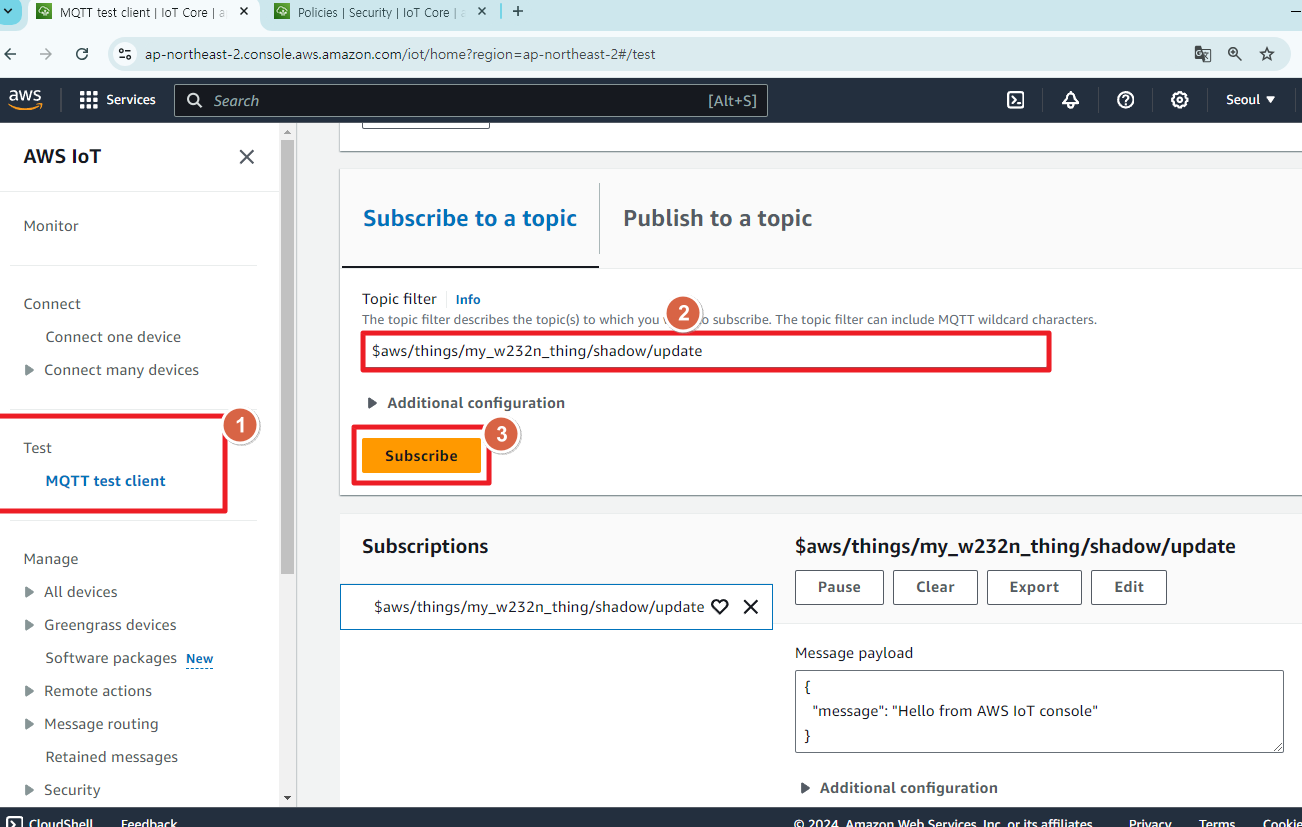 MQTT test client | IoT Core | a
Policies | Security | IoT Core |
ap-northeast-2.console.aws.amazon.com/iot/home?region=ap-northeast-2#/test
aws
Services
Search
[Alt+S]
Seoul
AWS IoT
Monitor
Connect
Connect one device
Connect many devices
Test
MQTT test client
1
Manage
All devices
Greengrass devices
Software packages New
Remote actions
Message routing
Retained messages
Security
Subscribe to a topic
Publish to a topic
Topic filter
Info
The topic filter describes the topic(s) to which you o subscribe. The topic filter can include MQTT wildcard characters.
2
$aws/things/my_w232n_thing/shadow/update
Additional configuration
Subscribe
3
Subscriptions
$aws/things/my_w232n_thing/shadow/update
$aws/things/my_w232n_thing/shadow/update
Pause
Clear
Export
Edit
Message payload
{
"message": "Hello from AWS IoT console"
}
Additional configuration
CloudShell
Feedback
© 2024, Amazon Web Services, Inc. or its affiliates.
Privacy
Terms
Cookie